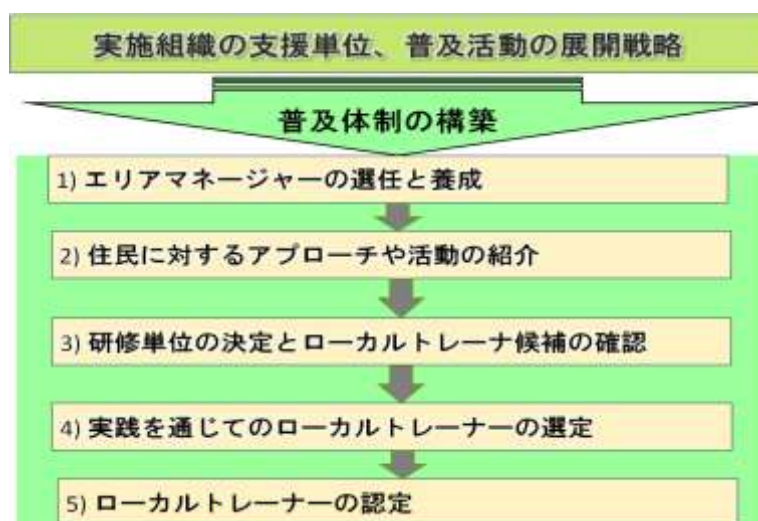 実施組織の支援単位、普及活動の展開戦略
普及体制の構築
1) エリアマネージャーの選任と養成
2) 住民に対するアプローチや活動の紹介
3) 研修単位の決定とローカルトレーナ候補の確認
4) 実践を通じてのローカルトレーナーの選定
5) ローカルトレーナーの認定